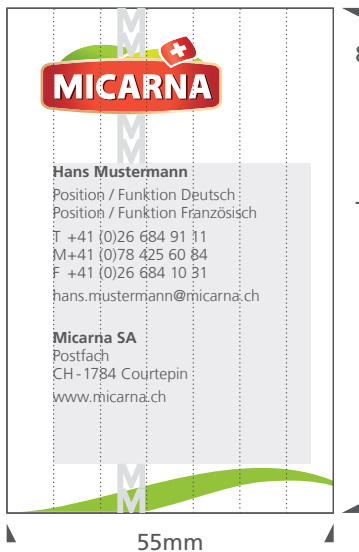 M
MICARNA
M
M
M
Hans Mustermann
Position / Funktion Deutsch
Position / Funktion Französisch
T +41 (0)26 684 91 11
M+41 (0)78 425 60 84
F +41 (0)26 684 10 31
hans.mustermann@micarna.ch
Micarna SA
Postfach
CH-1784 Courtepin
www.micarna.ch
M
M
55mm